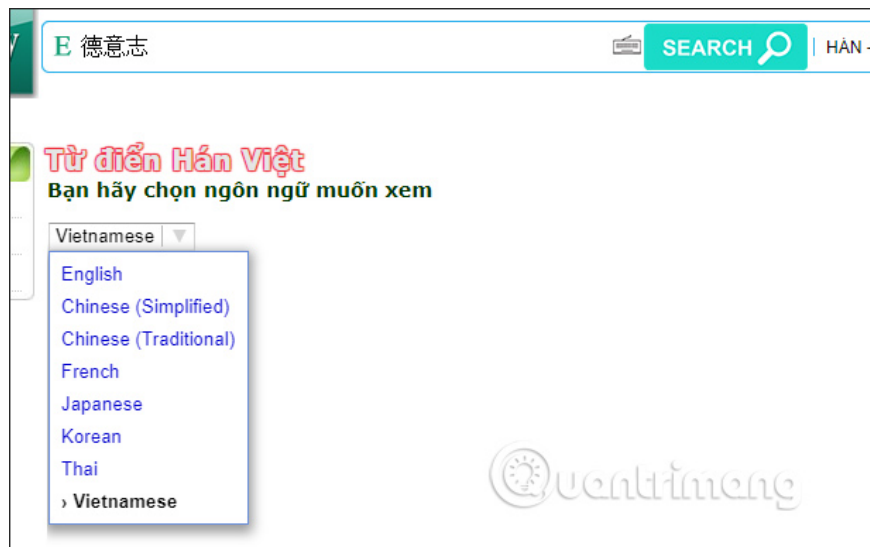 E 德意志 SEARCH HÁN -
Từ điển Hán Việt
Bạn hãy chọn ngôn ngữ muốn xem
Vietnamese
English
Chinese (Simplified)
Chinese (Traditional)
French
Japanese
Korean
Thai
› Vietnamese
Quantrimang